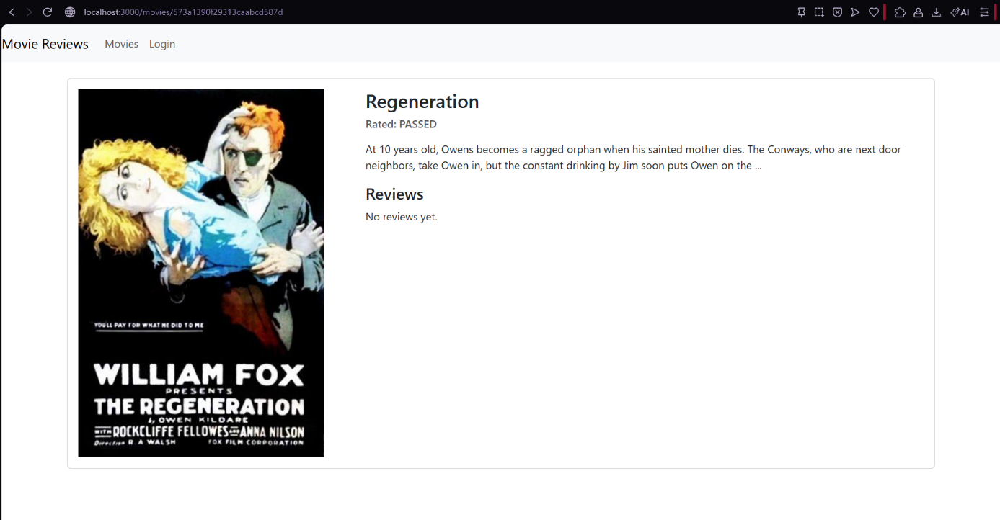 localhost:3000/movies/573a1390f29313caabcd587d
AI
Movie Reviews Movies Login
Regeneration
Rated: PASSED
At 10 years old, Owens becomes a ragged orphan when his sainted mother dies. The Conways, who are next door
neighbors, take Owen in, but the constant drinking by Jim soon puts Owen on the ...
Reviews
No reviews yet.
YOU'LL PAY FOR WHAT HE DID TO ME
WILLIAM FOX
PRESENTS
THE REGENERATION
by OWEN KILDARE
WITH ROCKCLIFFE FELLOWES AND ANNA NILSON
Direction R. A. WALSH FOX FILM CORPORATION